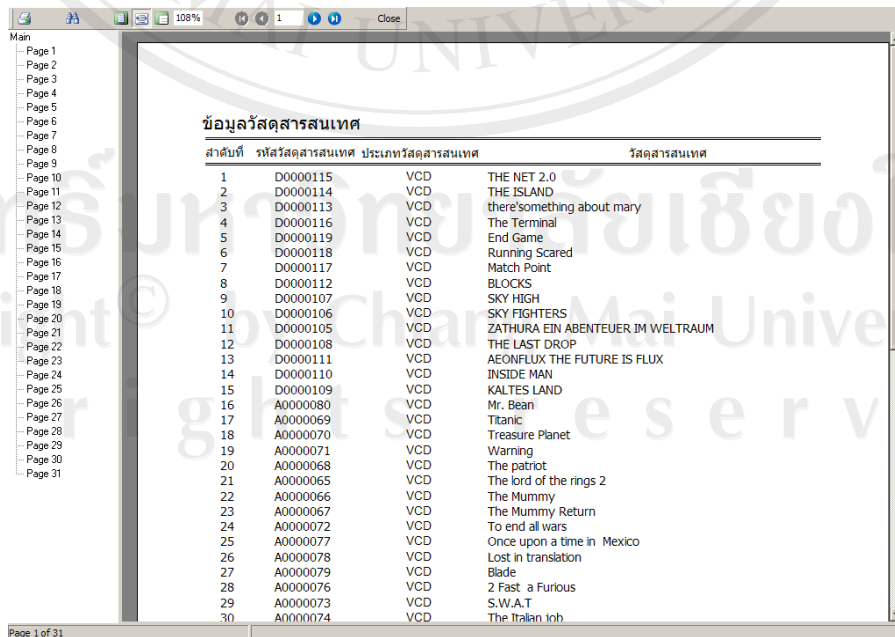 108% 1 Close
Main
Page 1
Page 2
Page 3
Page 4
Page 5
Page 6
Page 7
Page 8
Page 9
Page 10
Page 11
Page 12
Page 13
Page 14
Page 15
Page 16
Page 17
Page 18
Page 19
Page 20
Page 21
Page 22
Page 23
Page 24
Page 25
Page 26
Page 27
Page 28
Page 29
Page 30
Page 31
ข้อมูลวัสดุสารสนเทศ
ลำดับที่ รหัสวัสดุสารสนเทศ ประเภทวัสดุสารสนเทศ วัสดุสารสนเทศ
1 D0000115 VCD THE NET 2.0
2 D0000114 VCD THE ISLAND
3 D0000113 VCD there'something about mary
4 D0000116 VCD The Terminal
5 D0000119 VCD End Game
6 D0000118 VCD Running Scared
7 D0000117 VCD Match Point
8 D0000112 VCD BLOCKS
9 D0000107 VCD SKY HIGH
10 D0000106 VCD SKY FIGHTERS
11 D0000105 VCD ZATHURA EIN ABENTEUER IM WELTRAUM
12 D0000108 VCD THE LAST DROP
13 D0000111 VCD AEONFLUX THE FUTURE IS FLUX
14 D0000110 VCD INSIDE MAN
15 D0000109 VCD KALTES LAND
16 A0000080 VCD Mr. Bean
17 A0000069 VCD Titanic
18 A0000070 VCD Treasure Planet
19 A0000071 VCD Warning
20 A0000068 VCD The patriot
21 A0000065 VCD The lord of the rings 2
22 A0000066 VCD The Mummy
23 A0000067 VCD The Mummy Return
24 A0000072 VCD To end all wars
25 A0000077 VCD Once upon a time in Mexico
26 A0000078 VCD Lost in translation
27 A0000079 VCD Blade
28 A0000076 VCD 2 Fast a Furious
29 A0000073 VCD S.W.A.T
30 A0000074 VCD The Italian job
Page 1 of 31
MAI UNIVER
by Chiang Mai Univer
rights reserv